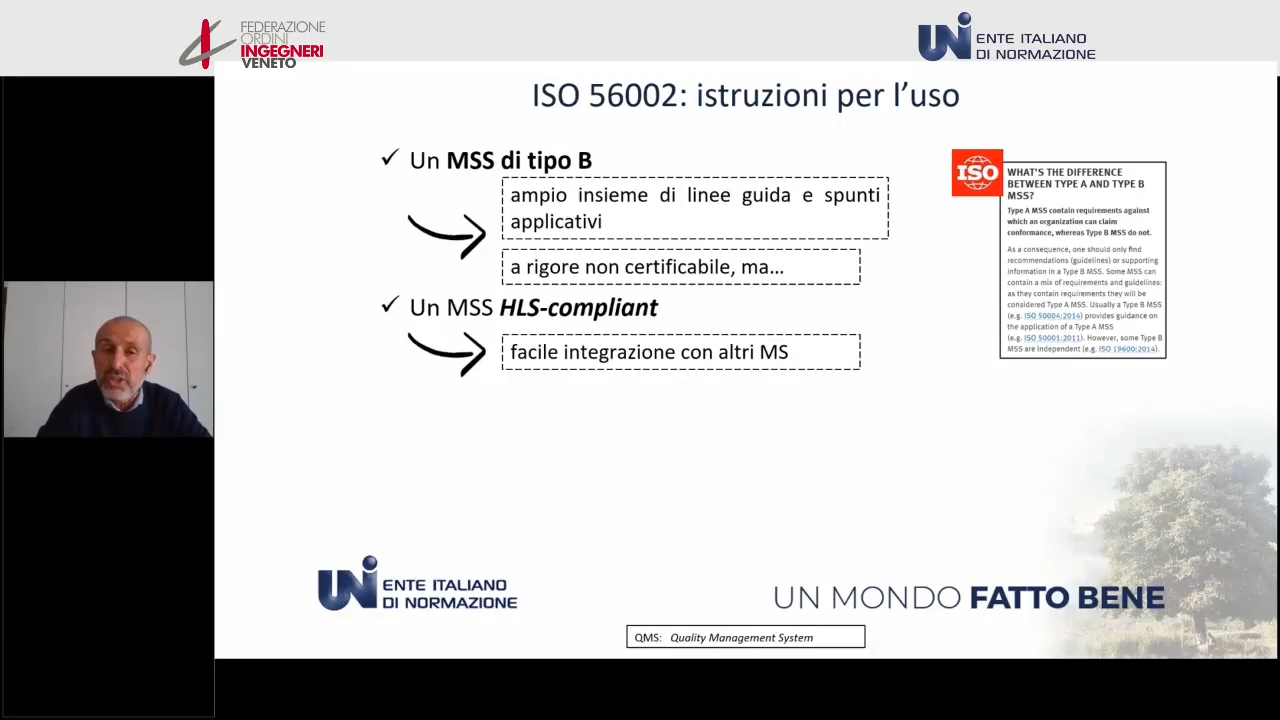 FEDERAZIONE
ORDINI
INGEGNERI
VENETO
UNI ENTE ITALIANO
DI NORMAZIONE
ISO 56002: istruzioni per l'uso
✓ Un MSS di tipo B
ampio insieme di linee guida e spunti
applicativi
a rigore non certificabile, ma...
✓ Un MSS HLS-compliant
facile integrazione con altri MS
ISO
WHAT'S THE DIFFERENCE
BETWEEN TYPE A AND TYPE B
MSS?
Type A MSS contain requirements against
which an organization can claim
conformance, whereas Type B MSS do not.
As a consequence, one should only find
recommendations (guidelines) or supporting
information in a Type B MSS. Some MSS can
contain a mix of requirements and guidelines:
as they contain requirements they will be
considered Type A MSS. Usually a Type B MSS
(e.g. ISO 50004:2014) provides guidance on
the application of a Type A MSS
(e.g. ISO 50001:2011). However, some Type B
MSS are independent (e.g. ISO 19600:2014).
UNI ENTE ITALIANO
DI NORMAZIONE
UN MONDO FATTO BENE
QMS: Quality Management System